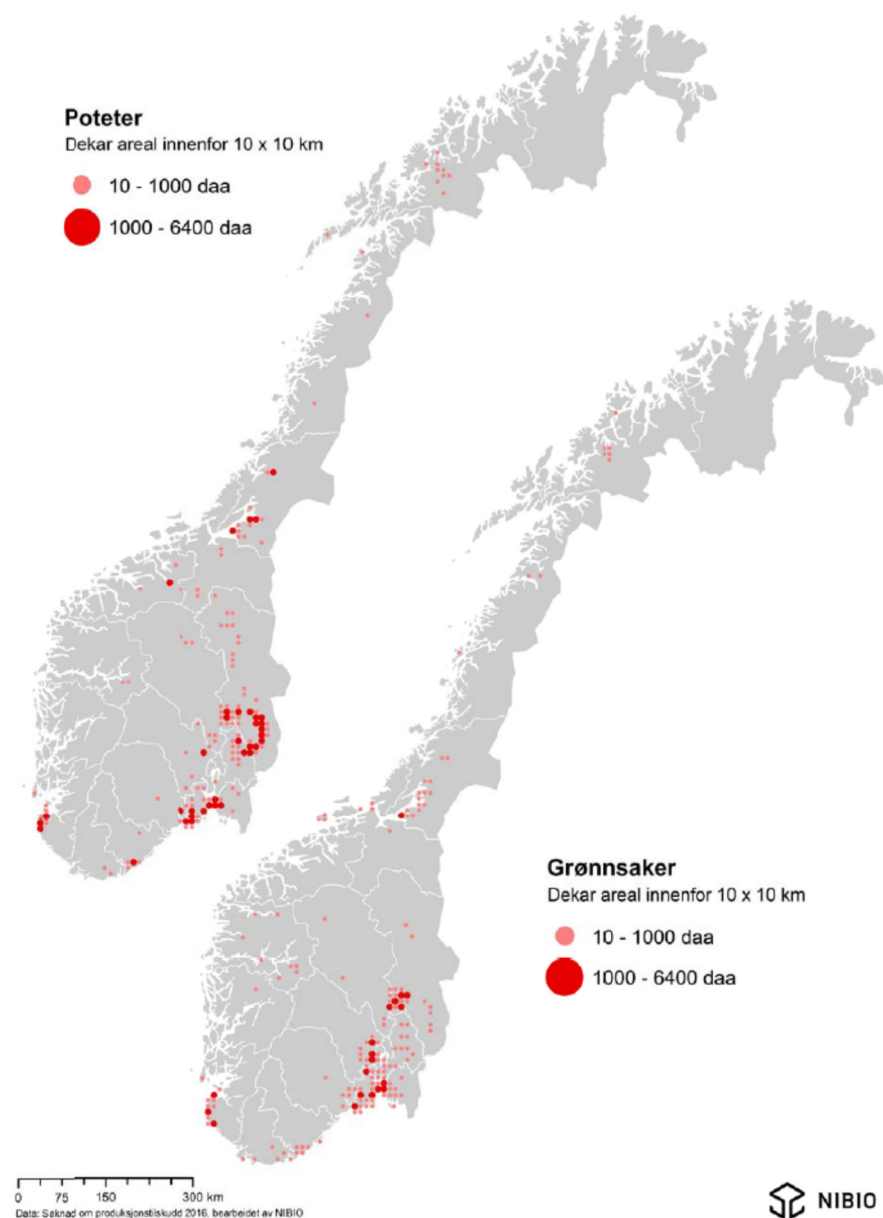 Poteter
Dekar areal innenfor 10 x 10 km
10 - 1000 daa
1000 - 6400 daa
Grønnsaker
Dekar areal innenfor 10 x 10 km
10 - 1000 daa
1000 - 6400 daa
0 75 150 300 km
Data: Søknad om produksjonstilskudd 2016, bearbeidet av NIBIO
NIBIO